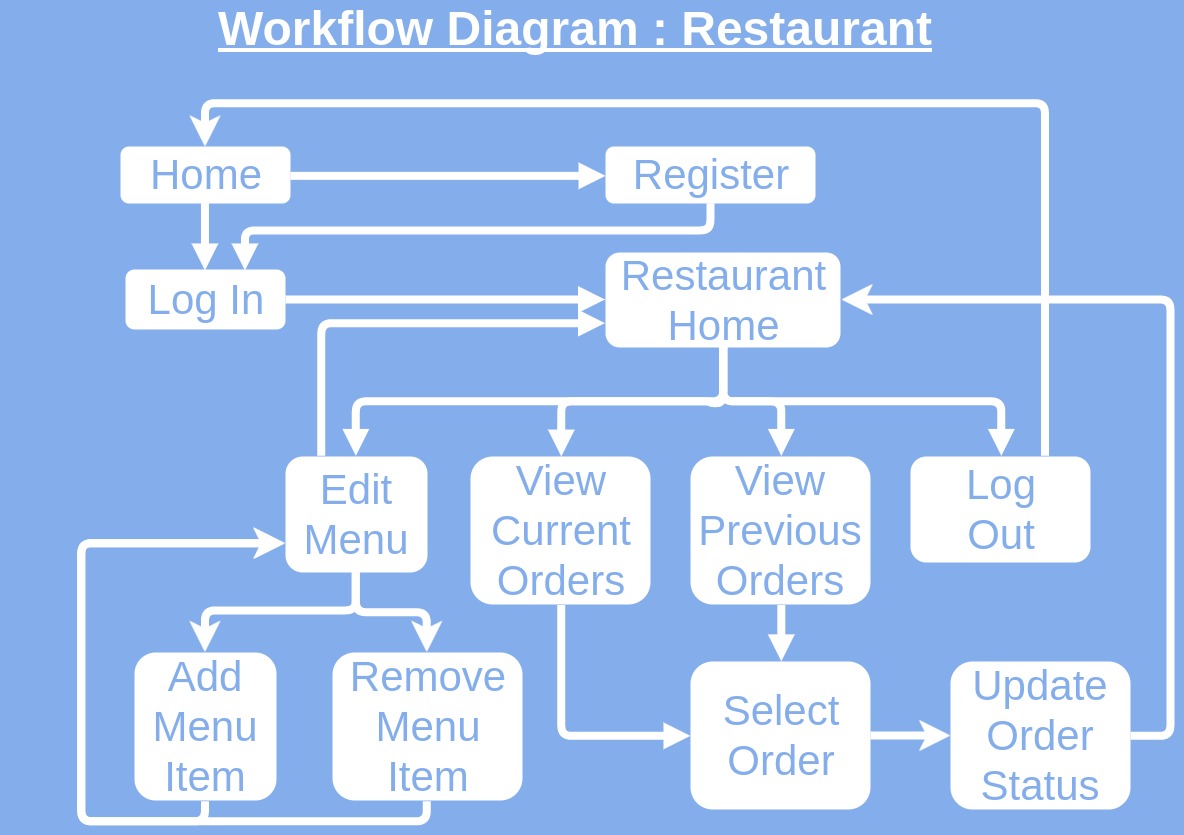 Workflow Diagram : Restaurant
Home
Register
Log In
Restaurant
Home
Edit
Menu
View
Current
Orders
View
Previous
Orders
Log
Out
Add
Menu
Item
Remove
Menu
Item
Select
Order
Update
Order
Status